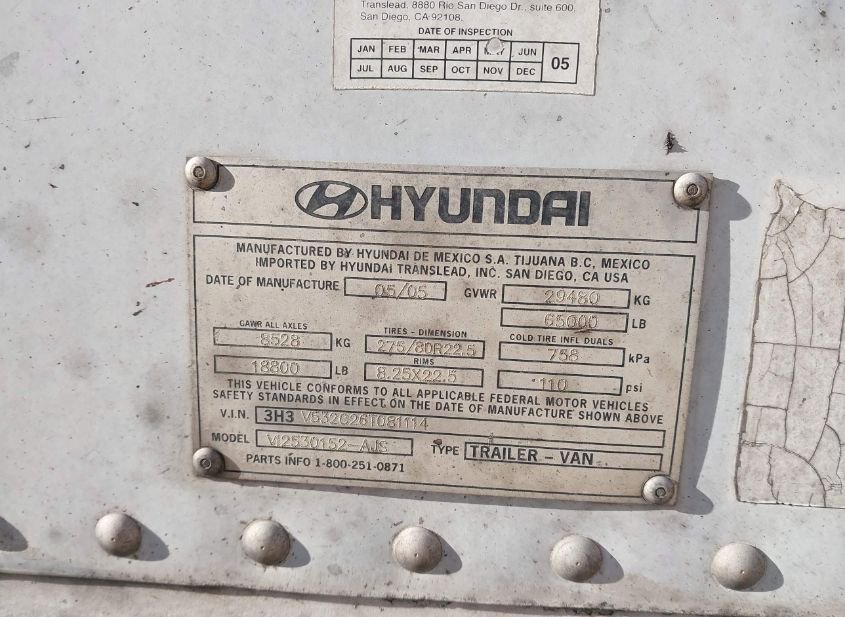 Translead. 8880 Rio San Diego Dr., suite 600,
San Diego, CA 92108.
DATE OF INSPECTION
JAN FEB MAR APR JUN
JUL AUG SEP OCT NOV DEC 05
HYUNDAI
MANUFACTURED BY HYUNDAI DE MEXICO S.A. TIJUANA B.C, MEXICO
IMPORTED BY HYUNDAI TRANSLEAD, INC. SAN DIEGO, CA USA
DATE OF MANUFACTURE 05/05 GVWR 29480 KG
65000 LB
GAWR ALL AXLES TIRES - DIMENSION COLD TIRE INFL DUALS
8528 KG 275/80R22.5 758 kPa
RIMS
18800 LB 8.25X22.5 110 psi
THIS VEHICLE CONFORMS TO ALL APPLICABLE FEDERAL MOTOR VEHICLES
SAFETY STANDARDS IN EFFECT ON THE DATE OF MANUFACTURE SHOWN ABOVE
V.I.N. 3H3 V532C26T081114
MODEL VI2530152-AJS TYPE TRAILER - VAN
PARTS INFO 1-800-251-0871